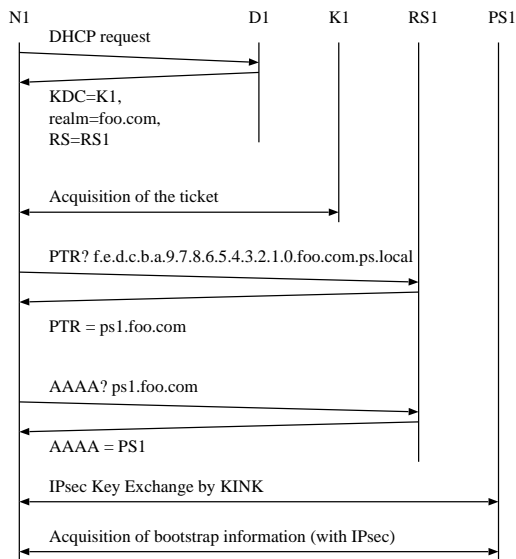 N1 D1 K1 RS1 PS1
DHCP request
KDC=K1,
realm=foo.com,
RS=RS1
Acquisition of the ticket
PTR? f.e.d.c.b.a.9.7.8.6.5.4.3.2.1.0.foo.com.ps.local
PTR = ps1.foo.com
AAAA? ps1.foo.com
AAAA = PS1
IPsec Key Exchange by KINK
Acquisition of bootstrap information (with IPsec)